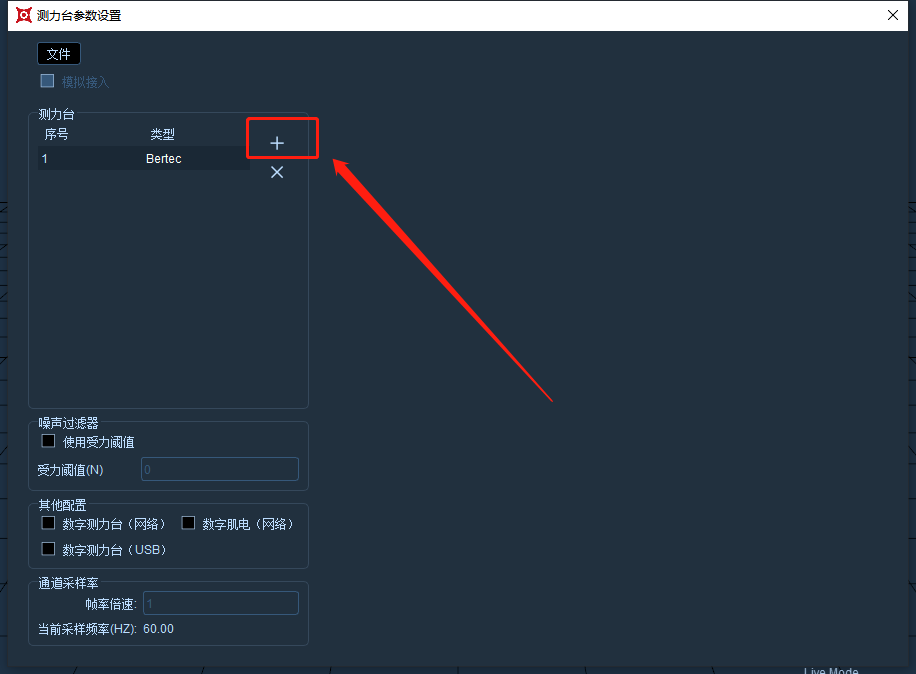 测力台参数设置
文件
模拟接入
测力台
序号 类型
1 Bertec
噪声过滤器
使用受力阈值
受力阈值(N) 0
其他配置
数字测力台（网络） 数字肌电（网络）
数字测力台（USB）
通道采样率
帧率倍速: 1
当前采样频率(HZ): 60.00
Live Mode